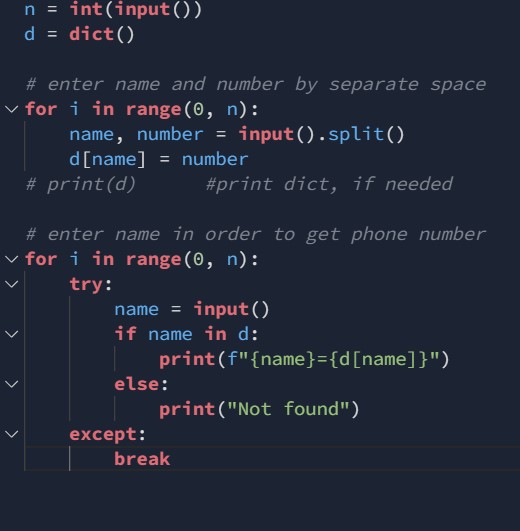 n = int(input())
d = dict()

# enter name and number by separate space
for i in range(0, n):
    name, number = input().split()
    d[name] = number
# print(d)       #print dict, if needed

# enter name in order to get phone number
for i in range(0, n):
    try:
        name = input()
        if name in d:
            print(f"{name}={d[name]}")
        else:
            print("Not found")
    except:
        break